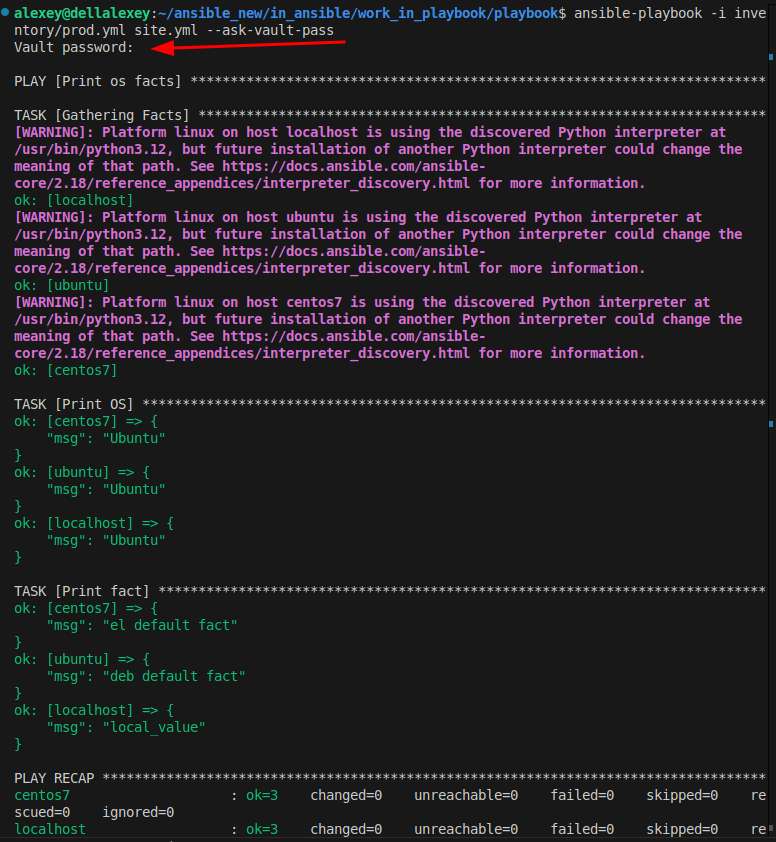 alexey@dellalexey:~/ansible_new/in_ansible/work_in_playbook/playbook$ ansible-playbook -i inve
ntory/prod.yml site.yml --ask-vault-pass
Vault password:
PLAY [Print os facts] ************************************************************************
TASK [Gathering Facts] ***********************************************************************
[WARNING]: Platform linux on host localhost is using the discovered Python interpreter at
/usr/bin/python3.12, but future installation of another Python interpreter could change the
meaning of that path. See https://docs.ansible.com/ansible-
core/2.18/reference_appendices/interpreter_discovery.html for more information.
ok: [localhost]
[WARNING]: Platform linux on host ubuntu is using the discovered Python interpreter at
/usr/bin/python3.12, but future installation of another Python interpreter could change the
meaning of that path. See https://docs.ansible.com/ansible-
core/2.18/reference_appendices/interpreter_discovery.html for more information.
ok: [ubuntu]
[WARNING]: Platform linux on host centos7 is using the discovered Python interpreter at
/usr/bin/python3.12, but future installation of another Python interpreter could change the
meaning of that path. See https://docs.ansible.com/ansible-
core/2.18/reference_appendices/interpreter_discovery.html for more information.
ok: [centos7]
TASK [Print OS] ******************************************************************************
ok: [centos7] => {
    "msg": "Ubuntu"
}
ok: [ubuntu] => {
    "msg": "Ubuntu"
}
ok: [localhost] => {
    "msg": "Ubuntu"
}
TASK [Print fact] ****************************************************************************
ok: [centos7] => {
    "msg": "el default fact"
}
ok: [ubuntu] => {
    "msg": "deb default fact"
}
ok: [localhost] => {
    "msg": "local_value"
}
PLAY RECAP ***********************************************************************************
centos7                    : ok=3    changed=0    unreachable=0    failed=0    skipped=0    re
scued=0    ignored=0
localhost                  : ok=3    changed=0    unreachable=0    failed=0    skipped=0    re